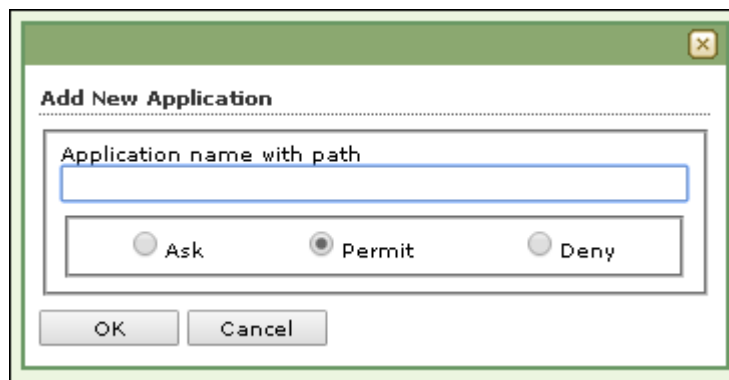 Add New Application
Application name with path
Ask Permit Deny
OK Cancel